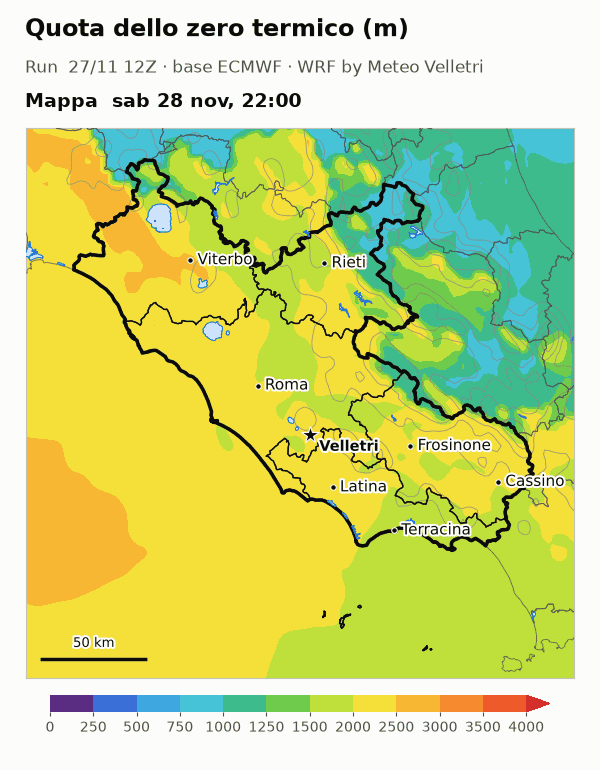 Quota dello zero termico (m)
Run 27/11 12Z · base ECMWF · WRF by Meteo Velletri
Mappa sab 28 nov, 22:00
Viterbo
Rieti
Roma
Velletri
Frosinone
Cassino
Latina
Terracina
50 km
0 250 500 750 1000 1250 1500 2000 2500 3000 3500 4000